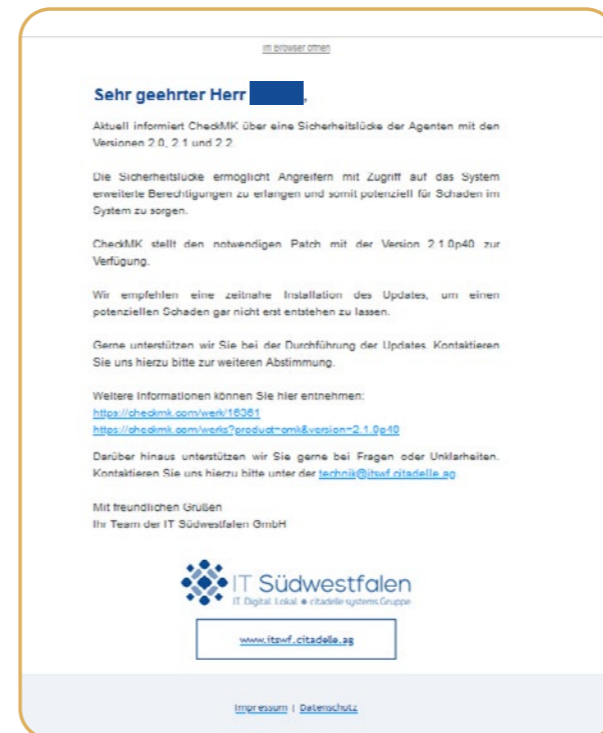 Im Browser öffnen
Sehr geehrter Herr ,
Aktuell informiert CheckMK über eine Sicherheitslücke der Agenten mit den
Versionen 2.0, 2.1 und 2.2.
Die Sicherheitslücke ermöglicht Angreifern mit Zugriff auf das System
erweiterte Berechtigungen zu erlangen und somit potenziell für Schaden im
System zu sorgen.
CheckMK stellt den notwendigen Patch mit der Version 2.1.0p40 zur
Verfügung.
Wir empfehlen eine zeitnahe Installation des Updates, um einen
potenziellen Schaden gar nicht erst entstehen zu lassen.
Gerne unterstützen wir Sie bei der Durchführung der Updates. Kontaktieren
Sie uns hierzu bitte zur weiteren Abstimmung.
Weitere Informationen können Sie hier entnehmen:
https://checkmk.com/werk/16361
https://checkmk.com/werks?product=cmk&version=2.1.0p40
Darüber hinaus unterstützen wir Sie gerne bei Fragen oder Unklarheiten.
Kontaktieren Sie uns hierzu bitte unter der technik@itswf.citadelle.ag
Mit freundlichen Grüßen
Ihr Team der IT Südwestfalen GmbH
IT Südwestfalen
IT. Digital. Lokal. • citadelle systems Gruppe
www.itswf.citadelle.ag
Impressum | Datenschutz